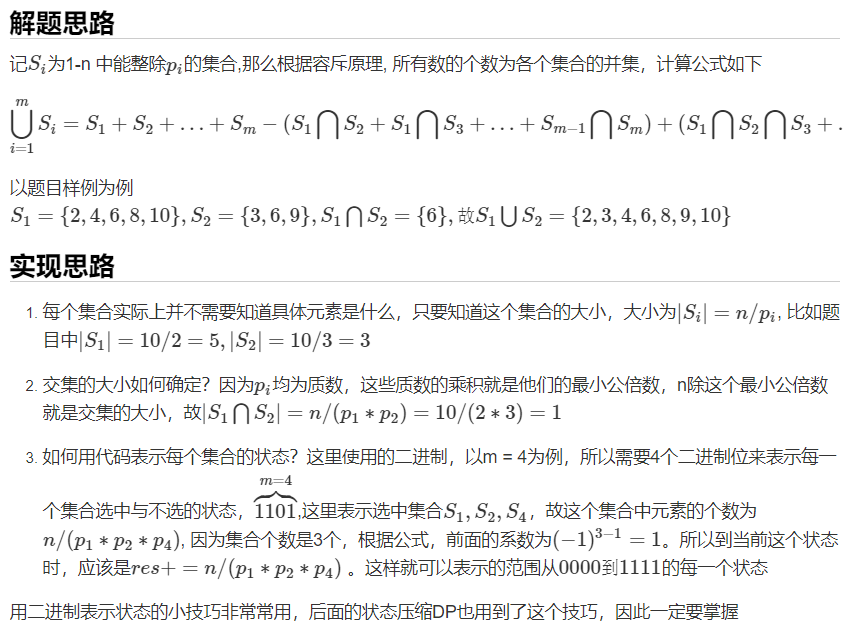 解题思路
记S_i为1-n 中能整除p_i的集合,那么根据容斥原理, 所有数的个数为各个集合的并集，计算公式如下
⋃_{i=1}^{m} S_i = S_1 + S_2 + … + S_m − (S_1⋂S_2 + S_1⋂S_3 + … + S_{m−1}⋂S_m) + (S_1⋂S_2⋂S_3 + .
以题目样例为例
S_1 = {2, 4, 6, 8, 10}, S_2 = {3, 6, 9}, S_1⋂S_2 = {6}, 故S_1⋃S_2 = {2, 3, 4, 6, 8, 9, 10}
实现思路
1. 每个集合实际上并不需要知道具体元素是什么，只要知道这个集合的大小，大小为|S_i| = n/p_i, 比如题
目中|S_1| = 10/2 = 5, |S_2| = 10/3 = 3
2. 交集的大小如何确定？因为p_i均为质数，这些质数的乘积就是他们的最小公倍数，n除这个最小公倍数
就是交集的大小，故|S_1⋂S_2| = n/(p_1 * p_2) = 10/(2 * 3) = 1
3. 如何用代码表示每个集合的状态？这里使用的二进制，以m = 4为例，所以需要4个二进制位来表示每一
m=4
个集合选中与不选的状态，1101,这里表示选中集合S_1, S_2, S_4，故这个集合中元素的个数为
n/(p_1 * p_2 * p_4), 因为集合个数是3个，根据公式，前面的系数为(−1)^{3−1} = 1。所以到当前这个状态
时，应该是res+ = n/(p_1 * p_2 * p_4) 。这样就可以表示的范围从0000到1111的每一个状态
用二进制表示状态的小技巧非常常用，后面的状态压缩DP也用到了这个技巧，因此一定要掌握